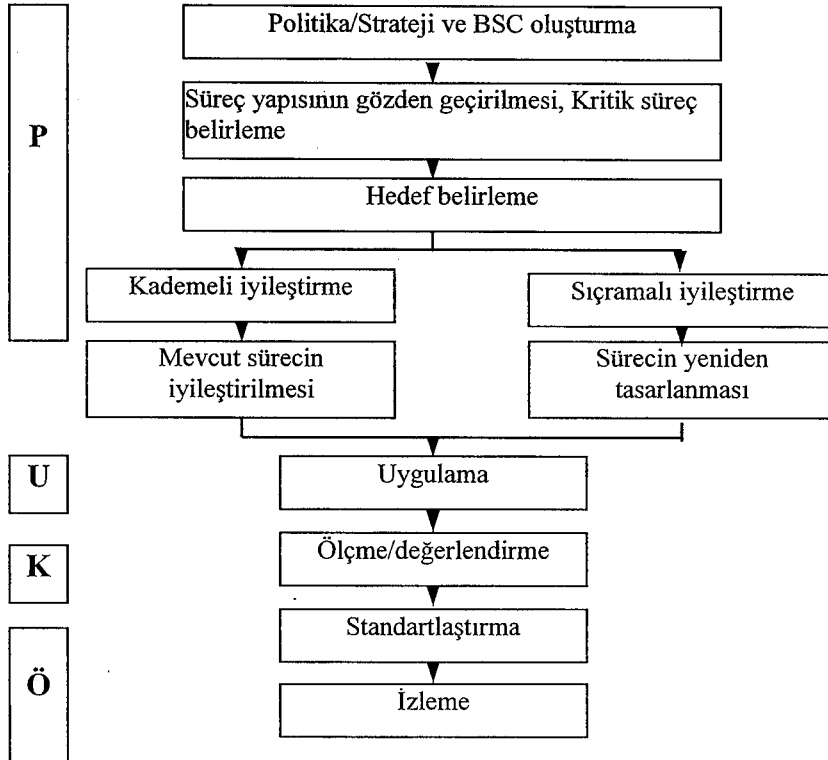 Politika/Strateji ve BSC oluşturma
P
Süreç yapısının gözden geçirilmesi, Kritik süreç
belirleme
Hedef belirleme
Kademeli iyileştirme
Sıçramalı iyileştirme
Mevcut sürecin
iyileştirilmesi
Sürecin yeniden
tasarlanması
U
Uygulama
K
Ölçme/değerlendirme
Standartlaştırma
Ö
İzleme